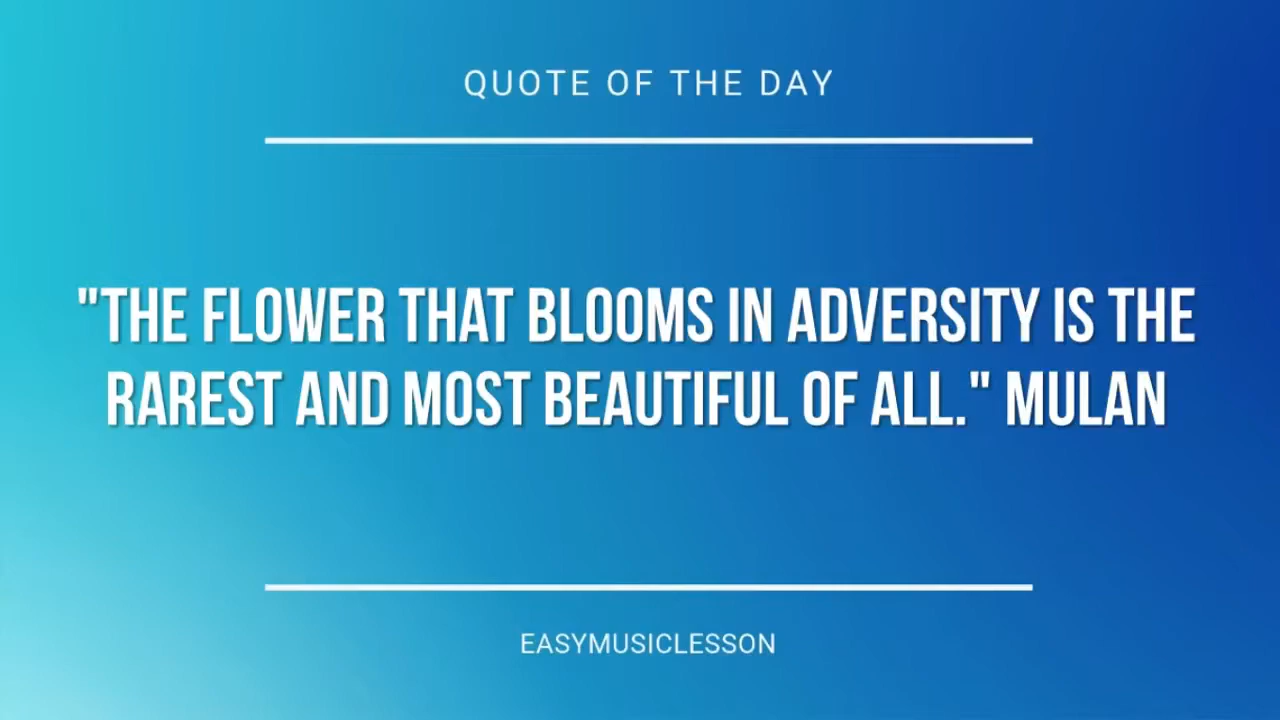 QUOTE OF THE DAY
"THE FLOWER THAT BLOOMS IN ADVERSITY IS THE
RAREST AND MOST BEAUTIFUL OF ALL." MULAN
EASYMUSICLESSON